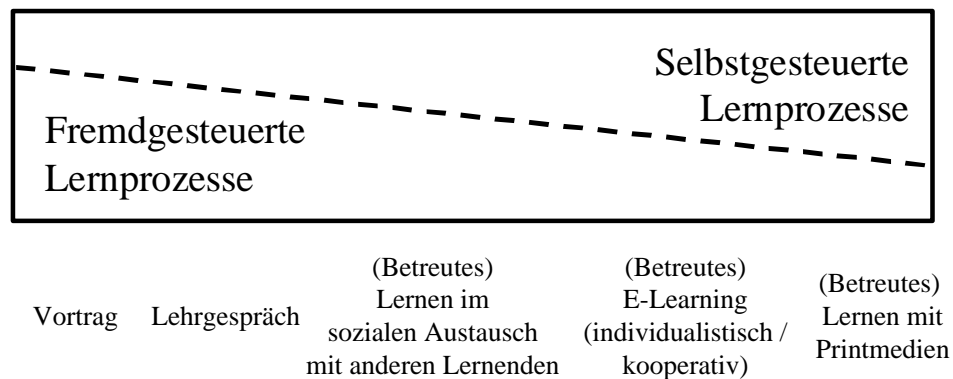 Selbstgesteuerte
Lernprozesse
Fremdgesteuerte
Lernprozesse
Vortrag
Lehrgespräch
(Betreutes)
Lernen im
sozialen Austausch
mit anderen Lernenden
(Betreutes)
E-Learning
(individualistisch /
kooperativ)
(Betreutes)
Lernen mit
Printmedien